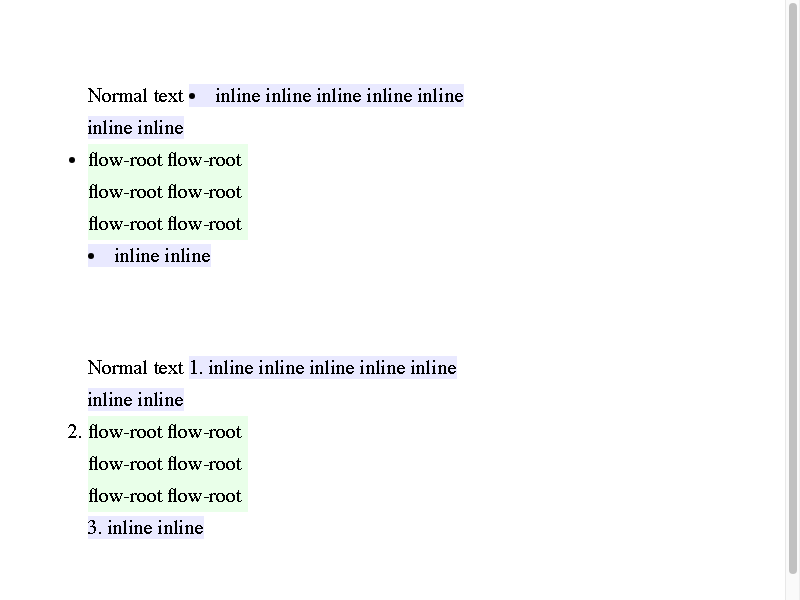 Normal text • inline inline inline inline inline
inline inline
• flow-root flow-root
flow-root flow-root
flow-root flow-root
• inline inline
Normal text 1. inline inline inline inline inline
inline inline
2. flow-root flow-root
flow-root flow-root
flow-root flow-root
3. inline inline